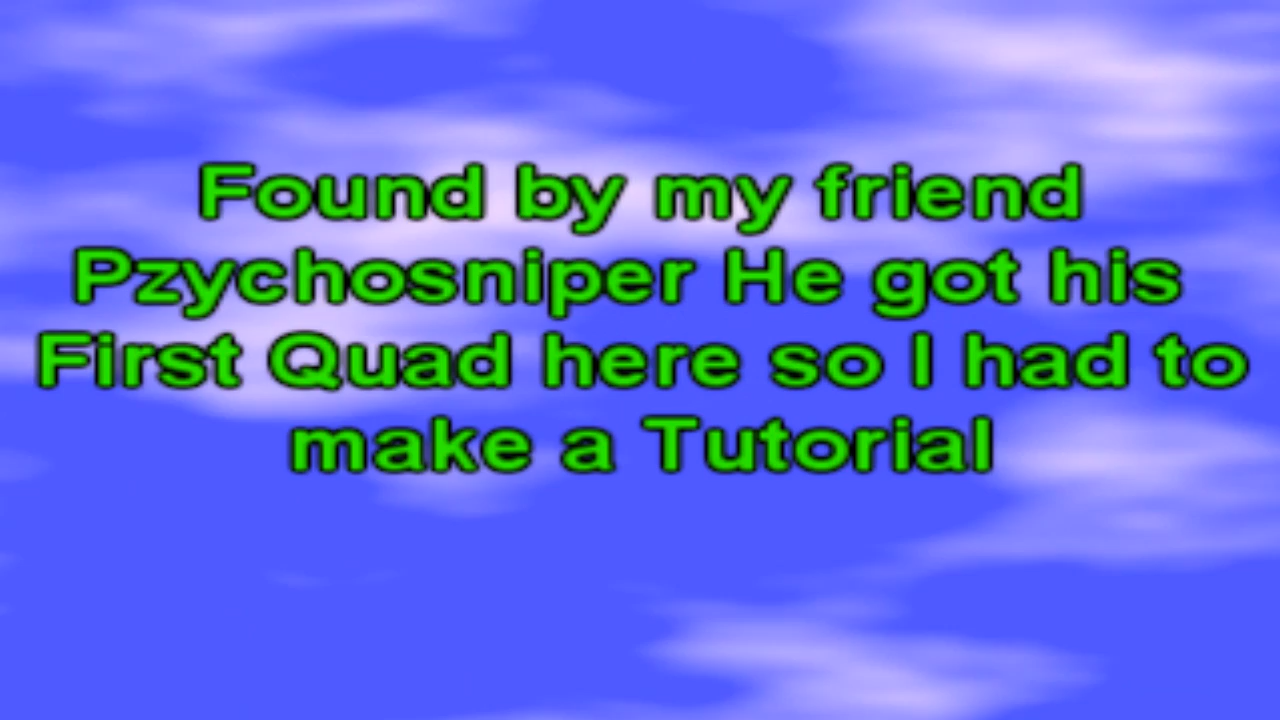 Found by my friend
Pzychosniper He got his
First Quad here so I had to
make a Tutorial